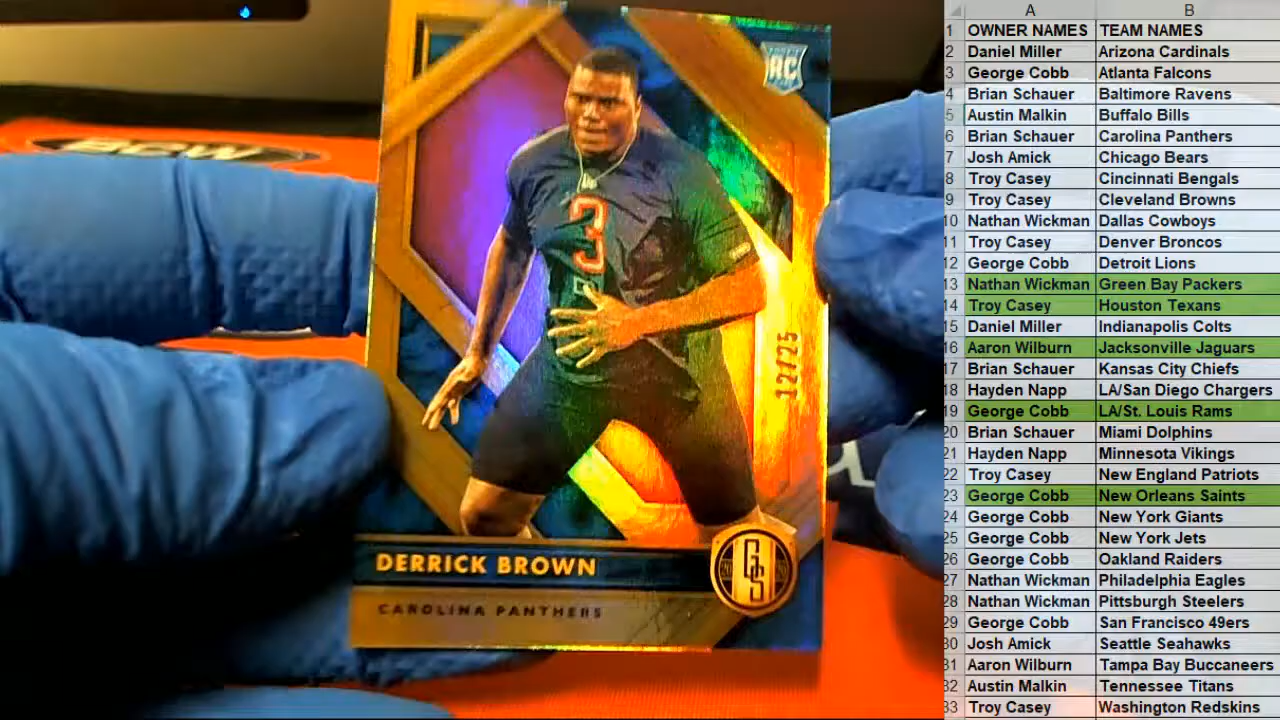 BCW
RC
3
12/25
DERRICK BROWN
GS
CAROLINA PANTHERS
A B
1 OWNER NAMES TEAM NAMES
2 Daniel Miller Arizona Cardinals
3 George Cobb Atlanta Falcons
4 Brian Schauer Baltimore Ravens
5 Austin Malkin Buffalo Bills
6 Brian Schauer Carolina Panthers
7 Josh Amick Chicago Bears
8 Troy Casey Cincinnati Bengals
9 Troy Casey Cleveland Browns
10 Nathan Wickman Dallas Cowboys
11 Troy Casey Denver Broncos
12 George Cobb Detroit Lions
13 Nathan Wickman Green Bay Packers
14 Troy Casey Houston Texans
15 Daniel Miller Indianapolis Colts
16 Aaron Wilburn Jacksonville Jaguars
17 Brian Schauer Kansas City Chiefs
18 Hayden Napp LA/San Diego Chargers
19 George Cobb LA/St. Louis Rams
20 Brian Schauer Miami Dolphins
21 Hayden Napp Minnesota Vikings
22 Troy Casey New England Patriots
23 George Cobb New Orleans Saints
24 George Cobb New York Giants
25 George Cobb New York Jets
26 George Cobb Oakland Raiders
27 Nathan Wickman Philadelphia Eagles
28 Nathan Wickman Pittsburgh Steelers
29 George Cobb San Francisco 49ers
30 Josh Amick Seattle Seahawks
31 Aaron Wilburn Tampa Bay Buccaneers
32 Austin Malkin Tennessee Titans
33 Troy Casey Washington Redskins